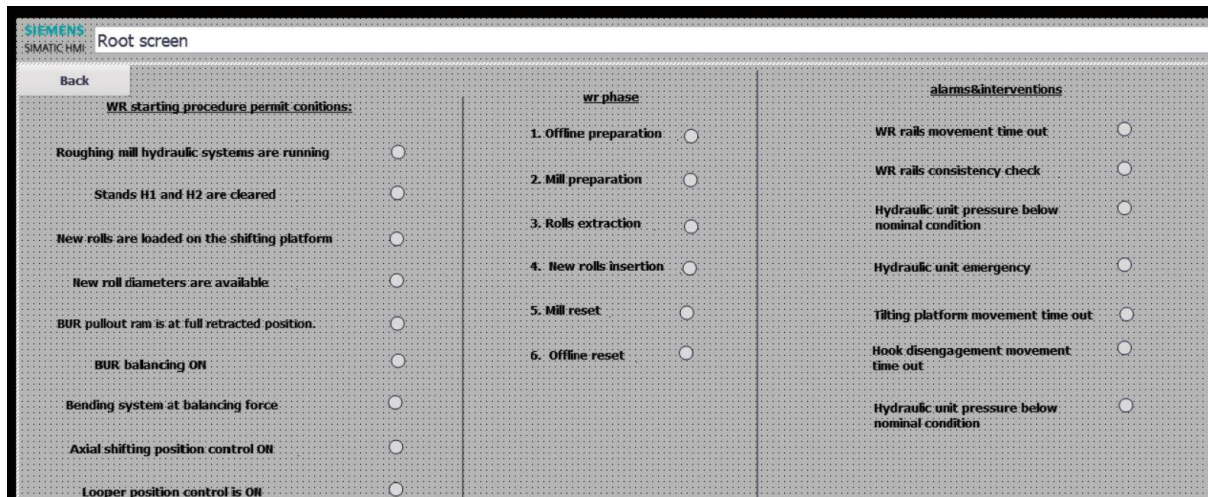 SIEMENS
SIMATIC HMI
Root screen
Back
WR starting procedure permit conitions:
Roughing mill hydraulic systems are running
Stands H1 and H2 are cleared
New rolls are loaded on the shifting platform
New roll diameters are available
BUR pullout ram is at full retracted position.
BUR balancing ON
Bending system at balancing force
Axial shifting position control ON
Looper position control is ON
wr phase
1. Offline preparation
2. Mill preparation
3. Rolls extraction
4. New rolls insertion
5. Mill reset
6. Offline reset
alarms&interventions
WR rails movement time out
WR rails consistency check
Hydraulic unit pressure below
nominal condition
Hydraulic unit emergency
Tilting platform movement time out
Hook disengagement movement
time out
Hydraulic unit pressure below
nominal condition